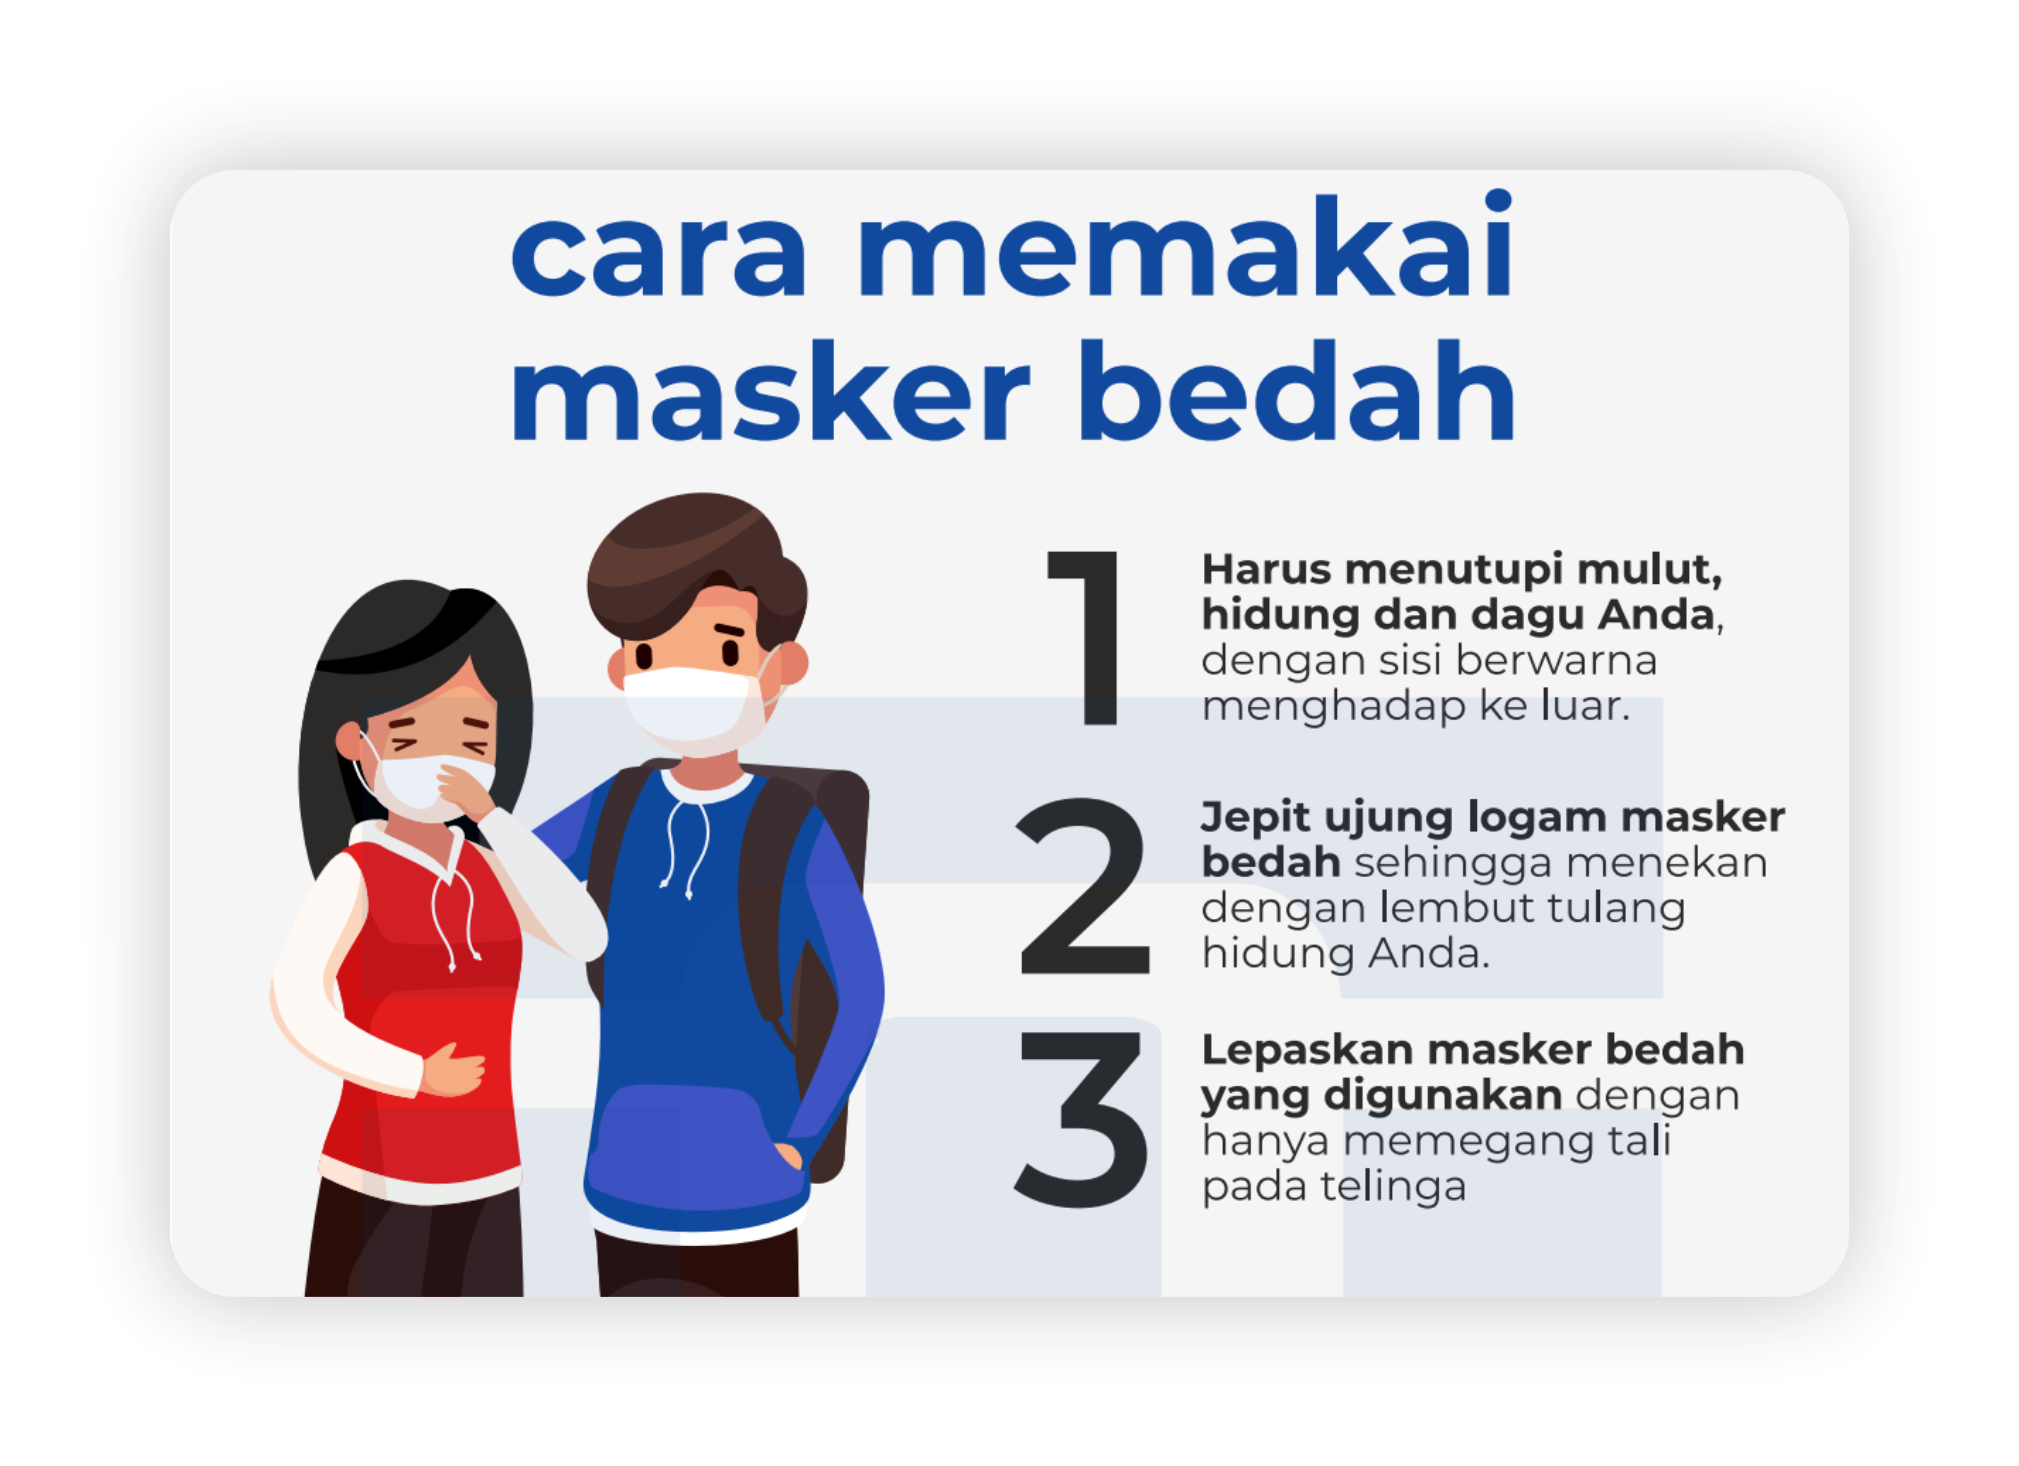 cara memakai
masker bedah
1
Harus menutupi mulut,
hidung dan dagu Anda,
dengan sisi berwarna
menghadap ke luar.
2
Jepit ujung logam masker
bedah sehingga menekan
dengan lembut tulang
hidung Anda.
3
Lepaskan masker bedah
yang digunakan dengan
hanya memegang tali
pada telinga